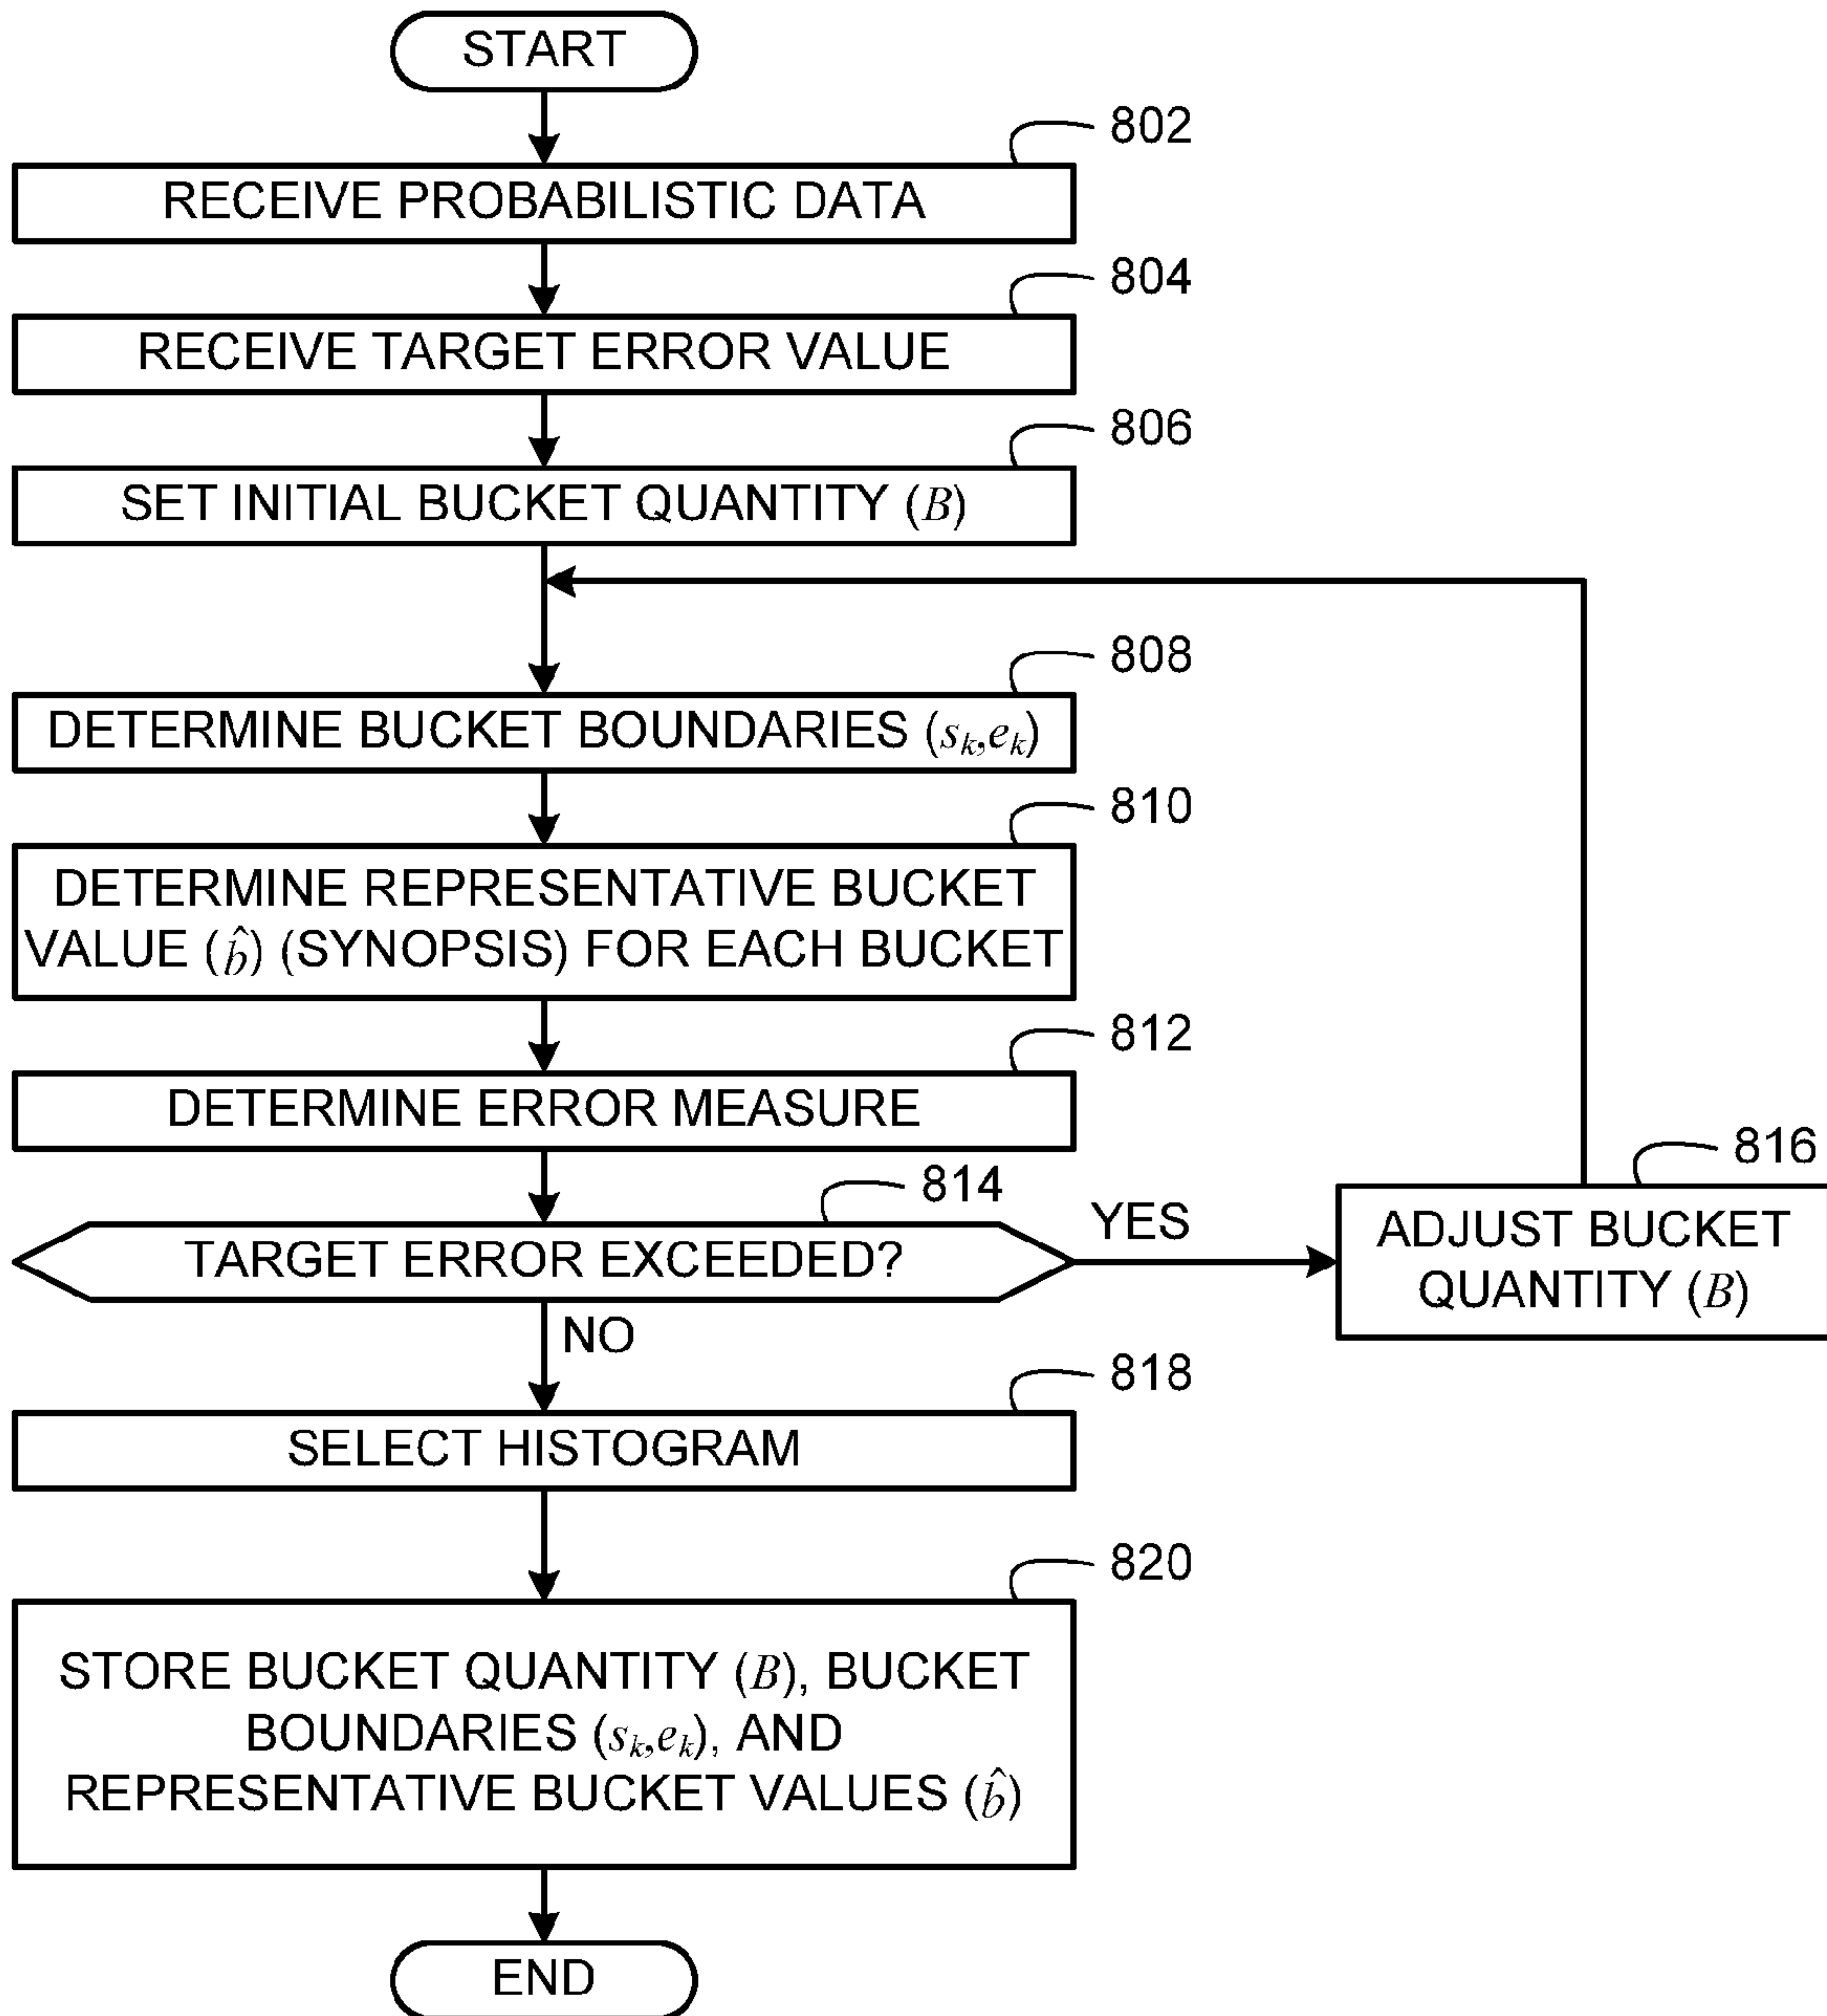 START
802
RECEIVE PROBABILISTIC DATA
804
RECEIVE TARGET ERROR VALUE
806
SET INITIAL BUCKET QUANTITY (B)
808
DETERMINE BUCKET BOUNDARIES (sₖ,eₖ)
810
DETERMINE REPRESENTATIVE BUCKET
VALUE (b̂) (SYNOPSIS) FOR EACH BUCKET
812
DETERMINE ERROR MEASURE
814
TARGET ERROR EXCEEDED?
YES
816
ADJUST BUCKET
QUANTITY (B)
NO
818
SELECT HISTOGRAM
820
STORE BUCKET QUANTITY (B), BUCKET
BOUNDARIES (sₖ,eₖ), AND
REPRESENTATIVE BUCKET VALUES (b̂)
END